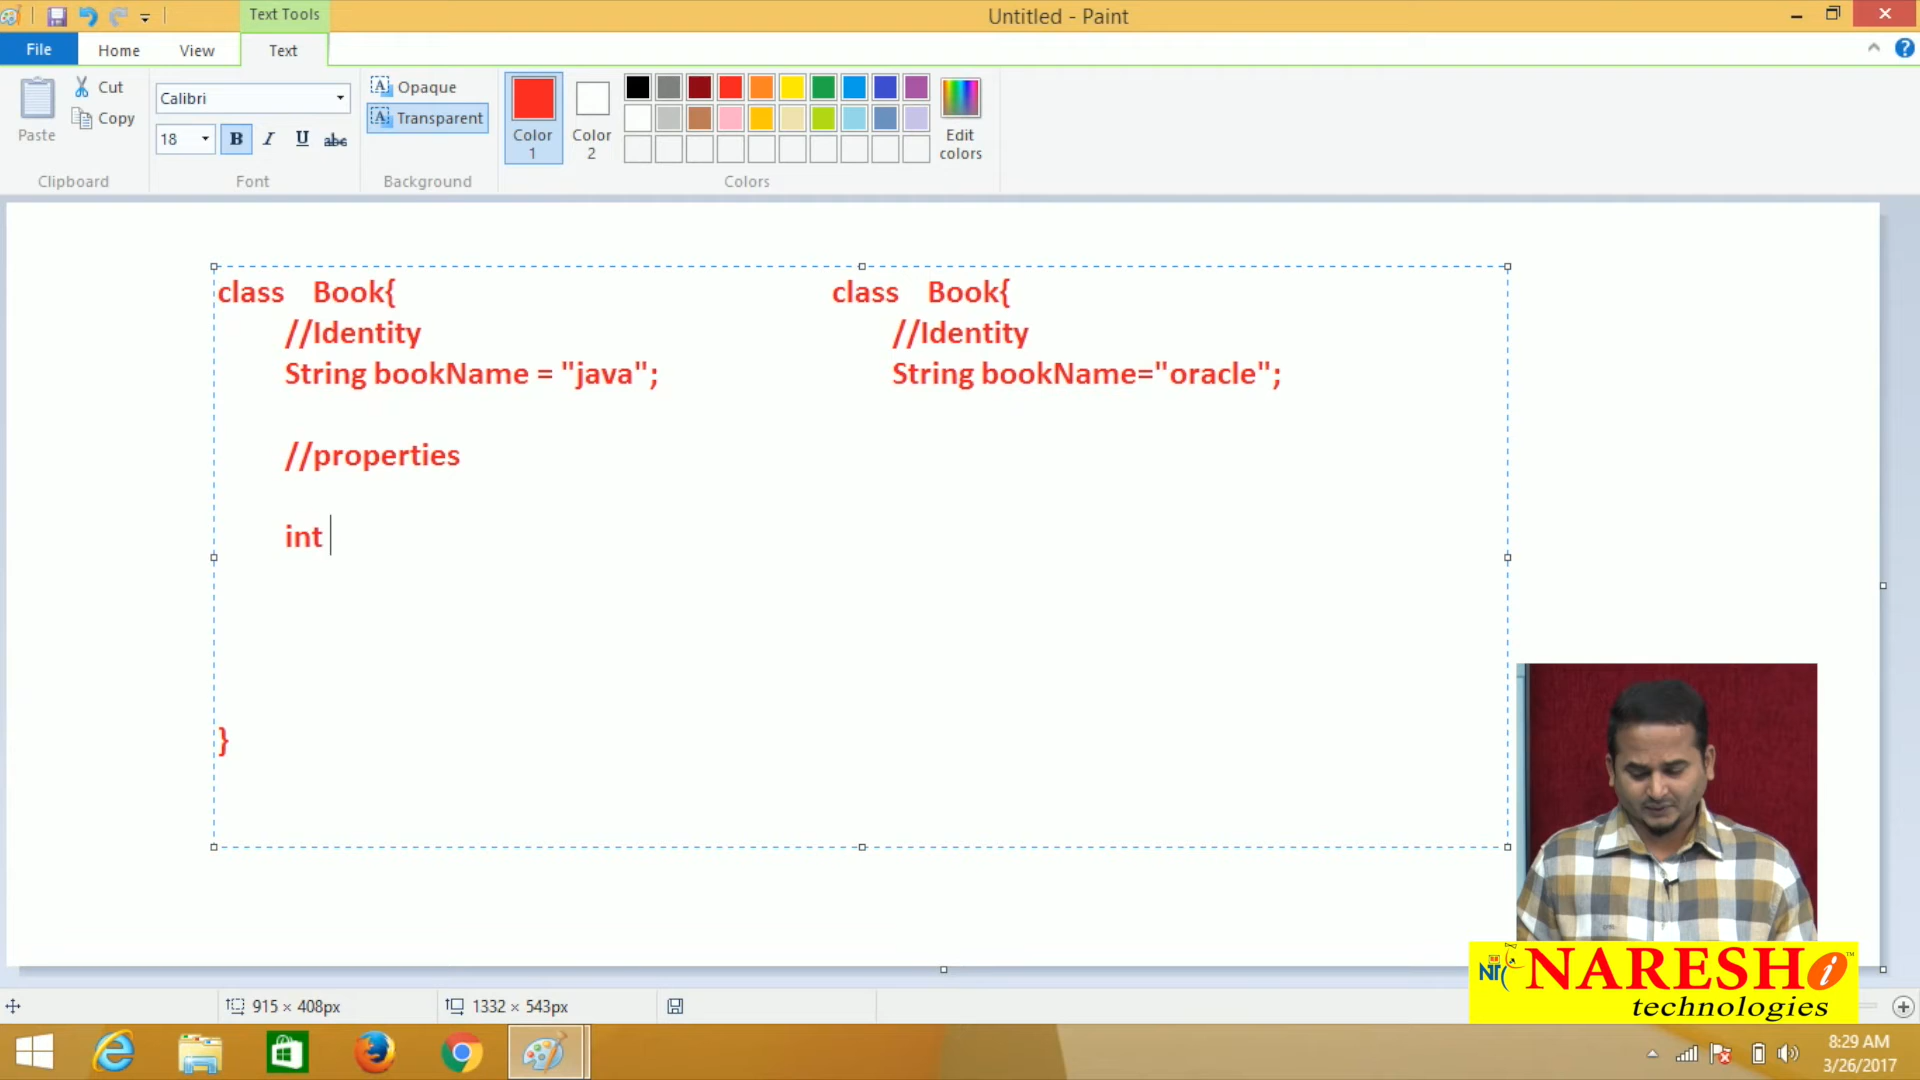 Text Tools
Untitled - Paint
File
Home
View
Text
Paste
Cut
Copy
Clipboard
Calibri
18
B
I
U
abc
Font
Opaque
Transparent
Background
Color 1
Color 2
Edit colors
Colors
class Book{ class Book{
//Identity //Identity
String bookName = "java"; String bookName="oracle";
//properties
int
}
915 × 408px
1332 × 543px
NARESHi
technologies
8:29 AM
3/26/2017